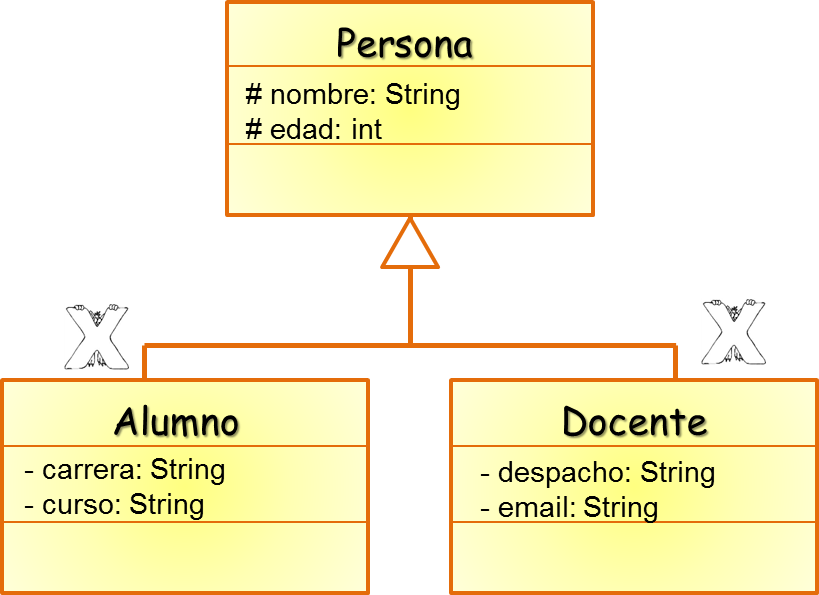 Persona
# nombre: String
# edad: int
X
X
Alumno
- carrera: String
- curso: String
Docente
- despacho: String
- email: String